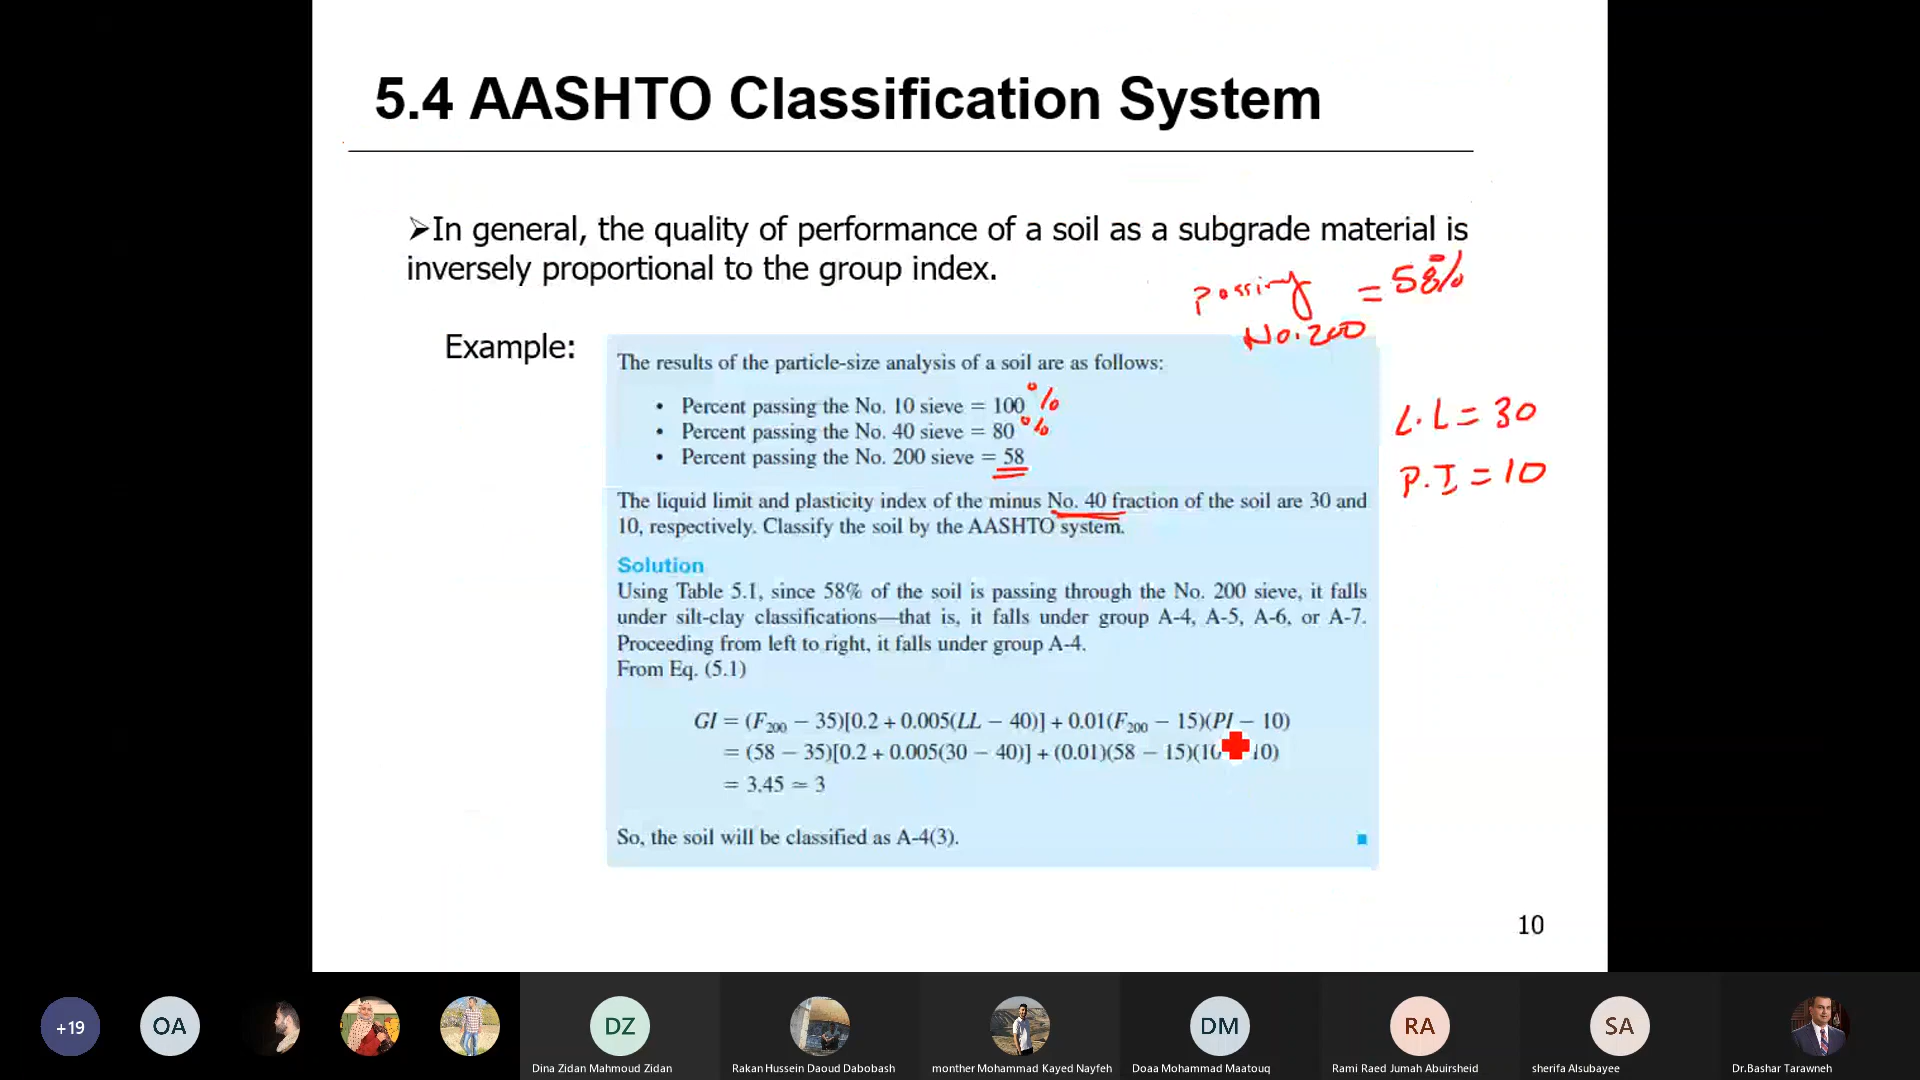 5.4 AASHTO Classification System
➢In general, the quality of performance of a soil as a subgrade material is
inversely proportional to the group index.
Passing = 58%
No. 200
Example:
The results of the particle-size analysis of a soil are as follows:
• Percent passing the No. 10 sieve = 100 %
• Percent passing the No. 40 sieve = 80 %
• Percent passing the No. 200 sieve = 58
L.L = 30
P.I = 10
The liquid limit and plasticity index of the minus No. 40 fraction of the soil are 30 and
10, respectively. Classify the soil by the AASHTO system.
Solution
Using Table 5.1, since 58% of the soil is passing through the No. 200 sieve, it falls
under silt-clay classifications—that is, it falls under group A-4, A-5, A-6, or A-7.
Proceeding from left to right, it falls under group A-4.
From Eq. (5.1)
GI = (F200 − 35)[0.2 + 0.005(LL − 40)] + 0.01(F200 − 15)(PI − 10)
= (58 − 35)[0.2 + 0.005(30 − 40)] + (0.01)(58 − 15)(10 10)
= 3.45 ≃ 3
So, the soil will be classified as A-4(3).
10
+19
OA
DZ
DM
RA
SA
Dina Zidan Mahmoud Zidan
Rakan Hussein Daoud Dabobash
monther Mohammad Kayed Nayfeh
Doaa Mohammad Maatouq
Rami Raed Jumah Abuirsheid
sherifa Alsubayee
Dr.Bashar Tarawneh